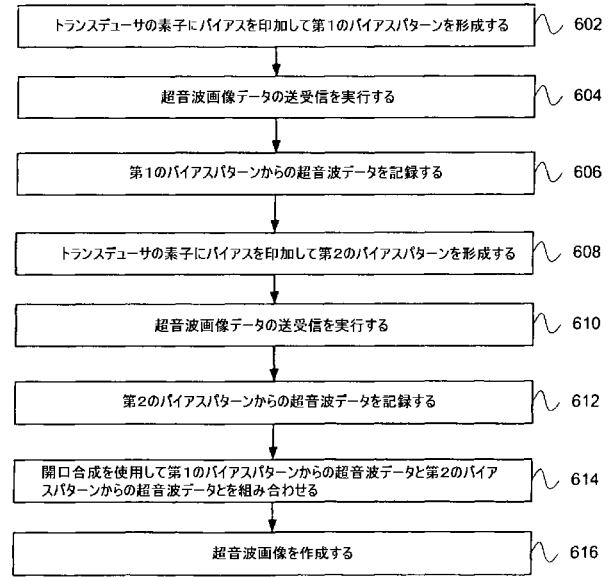 トランスデューサの素子にバイアスを印加して第1のバイアスパターンを形成する
602
超音波画像データの送受信を実行する
604
第1のバイアスパターンからの超音波データを記録する
606
トランスデューサの素子にバイアスを印加して第2のバイアスパターンを形成する
608
超音波画像データの送受信を実行する
610
第2のバイアスパターンからの超音波データを記録する
612
開口合成を使用して第1のバイアスパターンからの超音波データと第2のバイア
スパターンからの超音波データとを組み合わせる
614
超音波画像を作成する
616